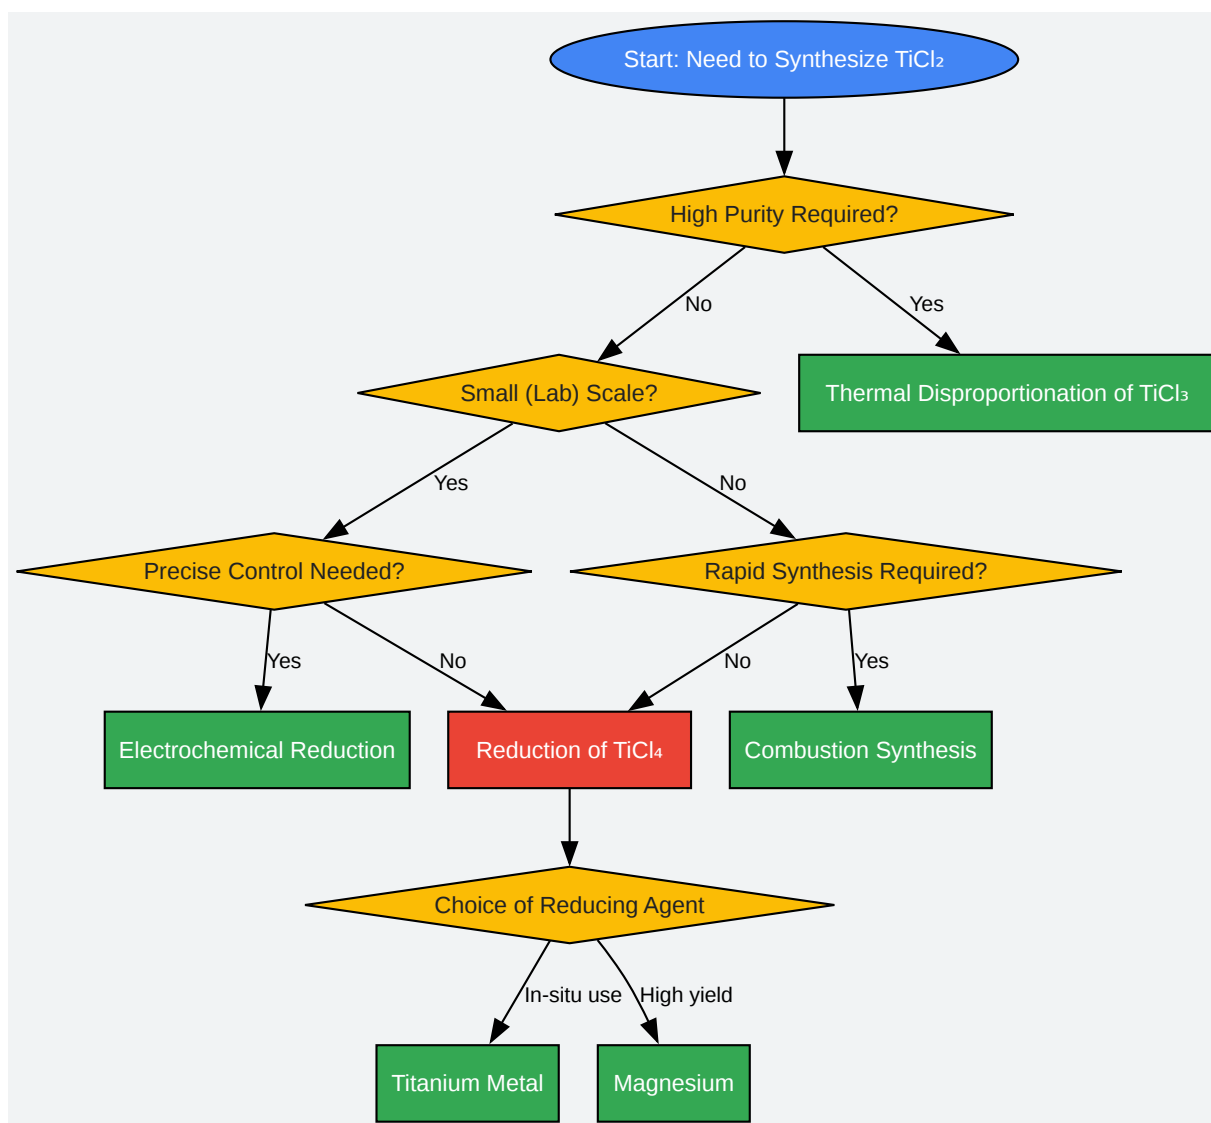 Start: Need to Synthesize TiCl₂
High Purity Required?
No
Yes
Small (Lab) Scale?
Thermal Disproportionation of TiCl₃
Yes
No
Precise Control Needed?
Rapid Synthesis Required?
Yes
No
No
Yes
Electrochemical Reduction
Reduction of TiCl₄
Combustion Synthesis
Choice of Reducing Agent
In-situ use
High yield
Titanium Metal
Magnesium